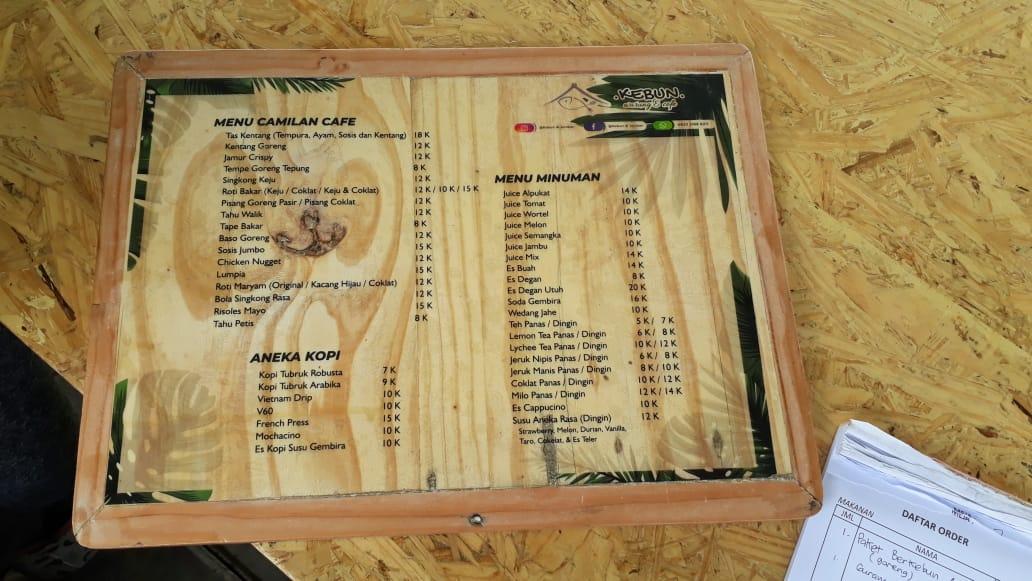 .KEBUN.
warung & cafe
MENU CAMILAN CAFE
Tas Kentang (Tempura, Ayam, Sosis dan Kentang) 18 K
Kentang Goreng 12 K
Jamur Crispy 12 K
Tempe Goreng Tepung 8 K
Singkong Keju 12 K
Roti Bakar (Keju / Coklat / Keju & Coklat) 12 K / 10 K / 15 K
Pisang Goreng Pasir / Pisang Coklat 12 K
Tahu Walik 12 K
Tape Bakar 8 K
Baso Goreng 12 K
Sosis Jumbo 15 K
Chicken Nugget 12 K
Lumpia 15 K
Roti Maryam (Original / Kacang Hijau / Coklat) 12 K
Bola Singkong Rasa 12 K
Risoles Mayo 15 K
Tahu Petis 8 K
ANEKA KOPI
Kopi Tubruk Robusta 7 K
Kopi Tubruk Arabika 9 K
Vietnam Drip 10 K
V60 10 K
French Press 15 K
Mochacino 10 K
Es Kopi Susu Gembira 10 K
MENU MINUMAN
Juice Alpukat 14 K
Juice Tomat 10 K
Juice Wortel 10 K
Juice Melon 10 K
Juice Semangka 10 K
Juice Jambu 10 K
Juice Mix 14 K
Es Buah 14 K
Es Degan 8 K
Es Degan Utuh 20 K
Soda Gembira 16 K
Wedang Jahe 10 K
Teh Panas / Dingin 5 K / 7 K
Lemon Tea Panas / Dingin 6 K / 8 K
Lychee Tea Panas / Dingin 10 K / 12 K
Jeruk Nipis Panas / Dingin 6 K / 8 K
Jeruk Manis Panas / Dingin 8 K / 10 K
Coklat Panas / Dingin 10 K / 12 K
Milo Panas / Dingin 12 K / 14 K
Es Cappucino 10 K
Susu Aneka Rasa (Dingin) 12 K
Strawberry, Melon, Durian, Vanilla,
Taro, Cokelat, & Es Teler
DAFTAR ORDER
MAKANAN
JML NAMA
1. Paket Berkebun
(goreng)
1.